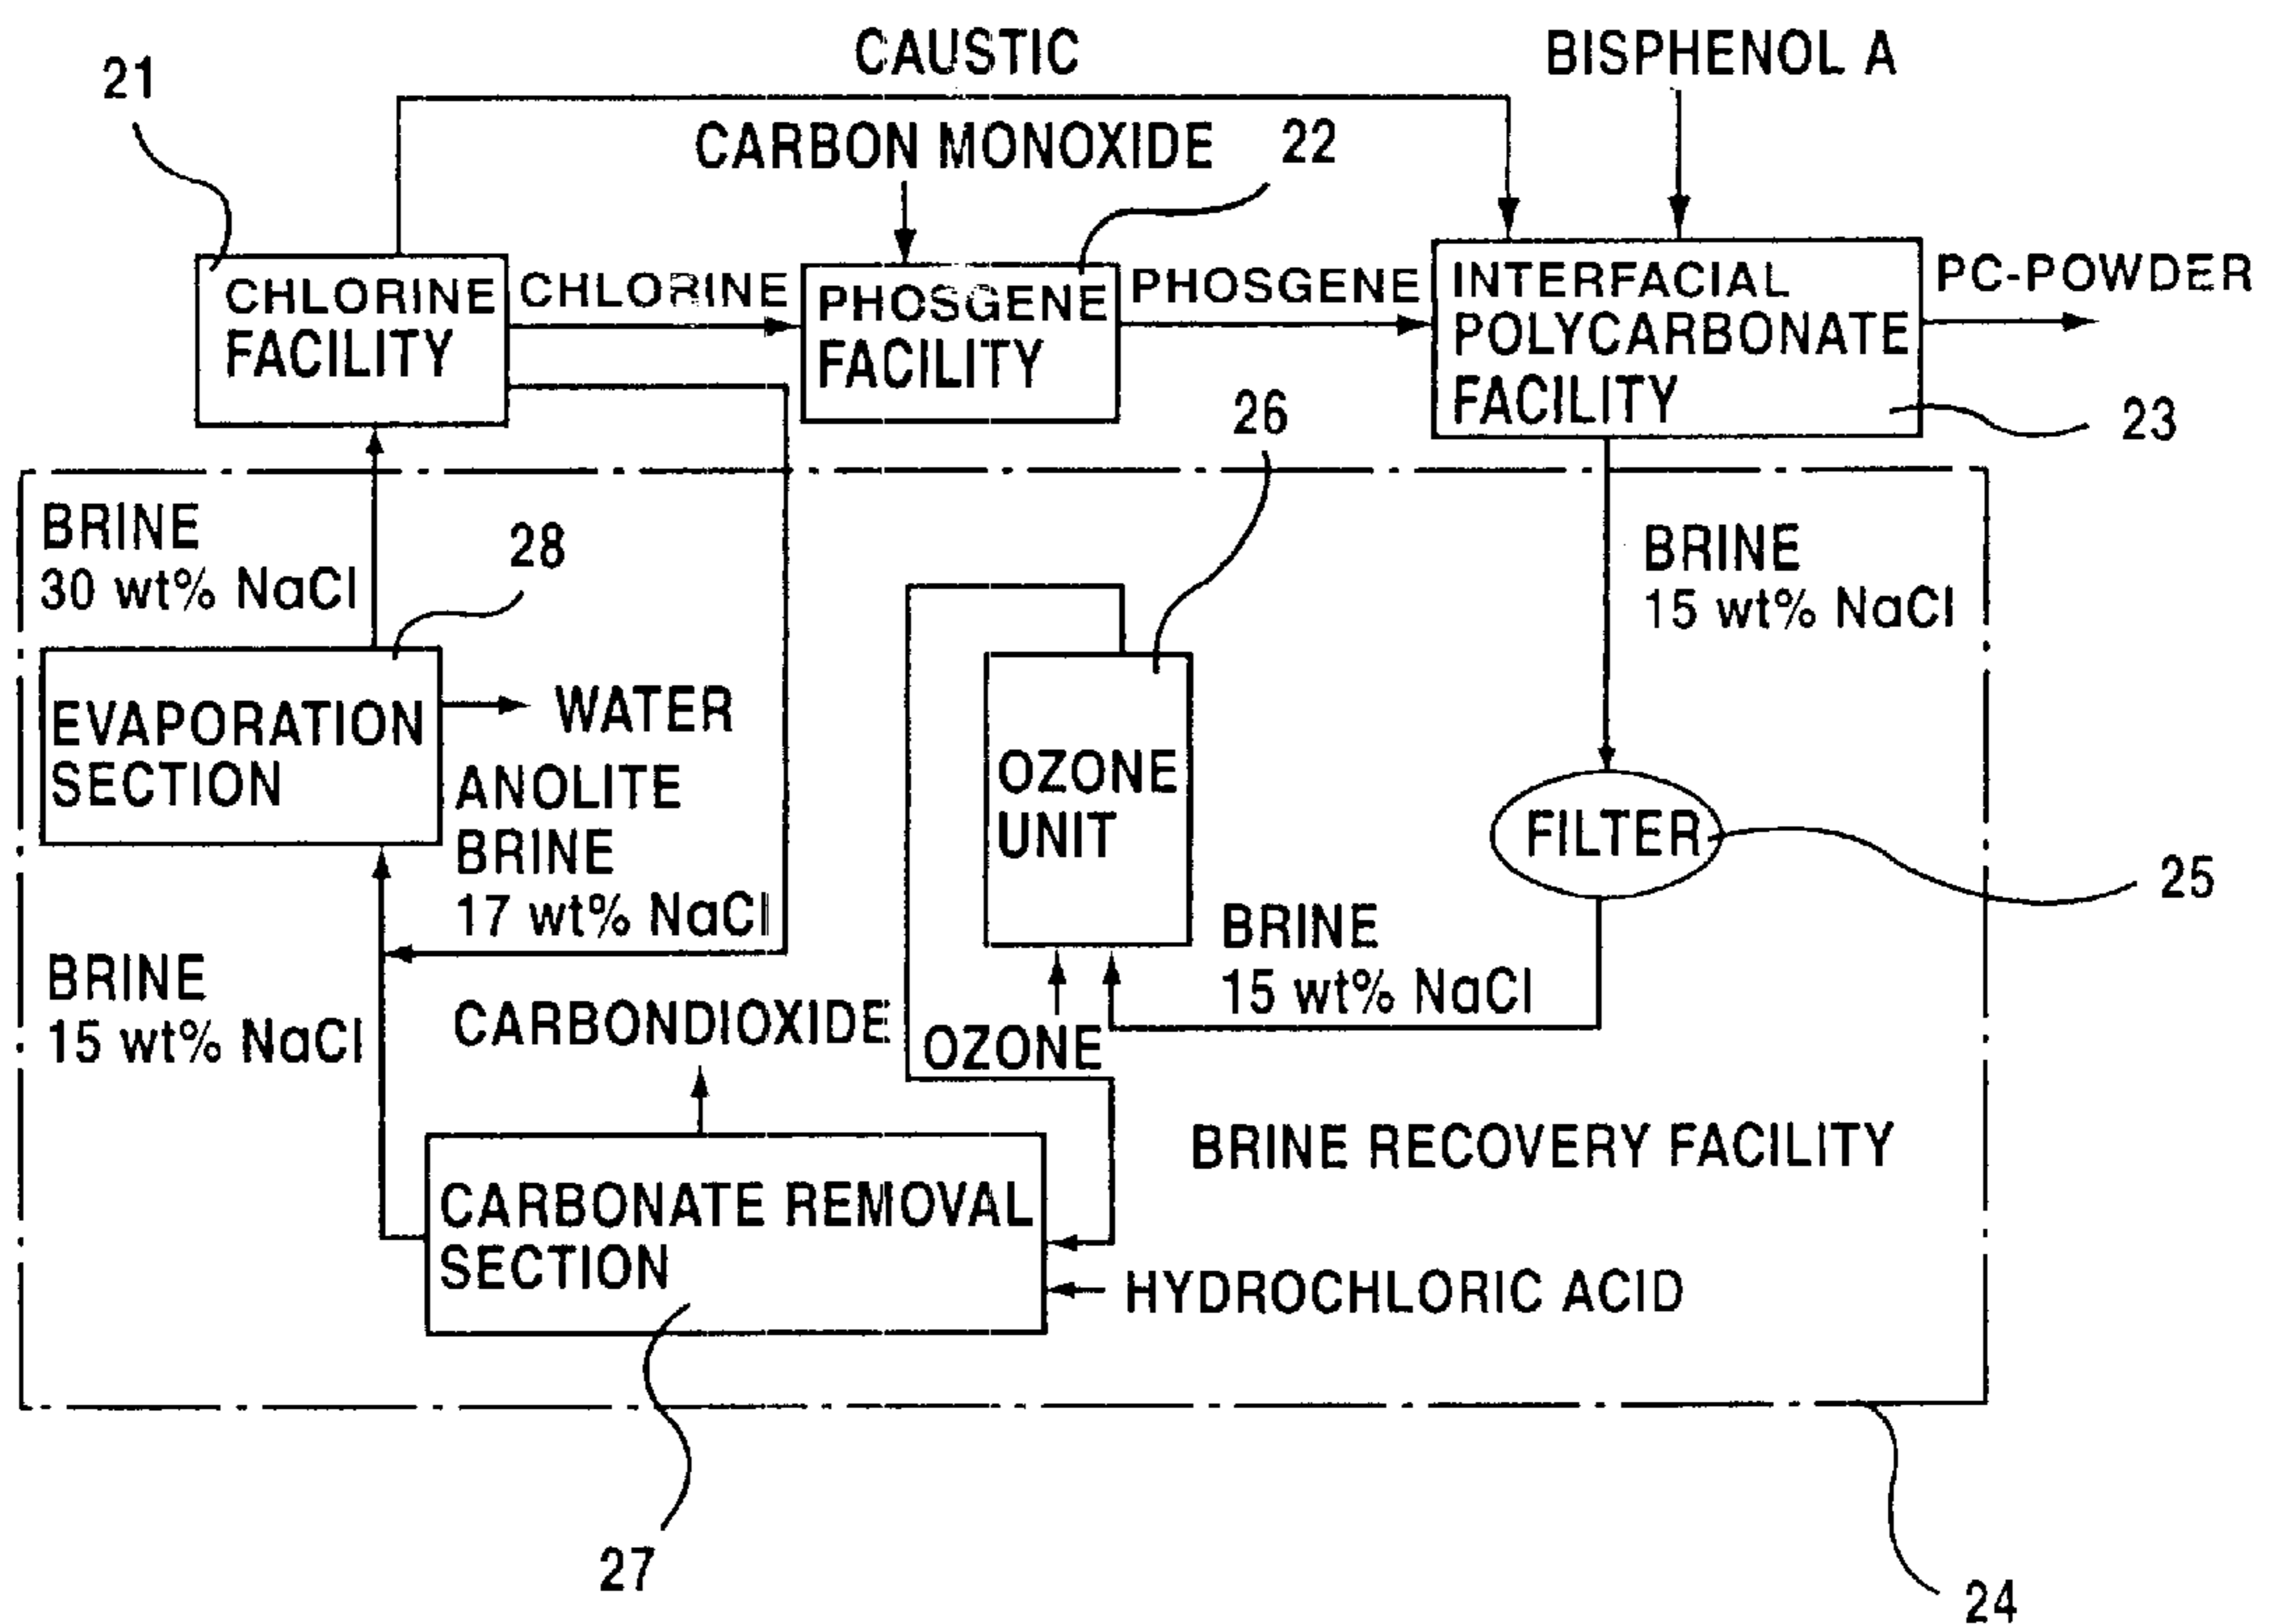 CAUSTIC
BISPHENOL A
21
CARBON MONOXIDE
22
CHLORINE
FACILITY
CHLORINE
PHOSGENE
FACILITY
PHOSGENE
INTERFACIAL
POLYCARBONATE
FACILITY
PC-POWDER
23
26
BRINE
30 wt% NaCl
28
BRINE
15 wt% NaCl
EVAPORATION
SECTION
WATER
ANOLITE
BRINE
17 wt% NaCl
OZONE
UNIT
FILTER
25
BRINE
15 wt% NaCl
BRINE
15 wt% NaCl
CARBONDIOXIDE
OZONE
BRINE RECOVERY FACILITY
CARBONATE REMOVAL
SECTION
HYDROCHLORIC ACID
27
24